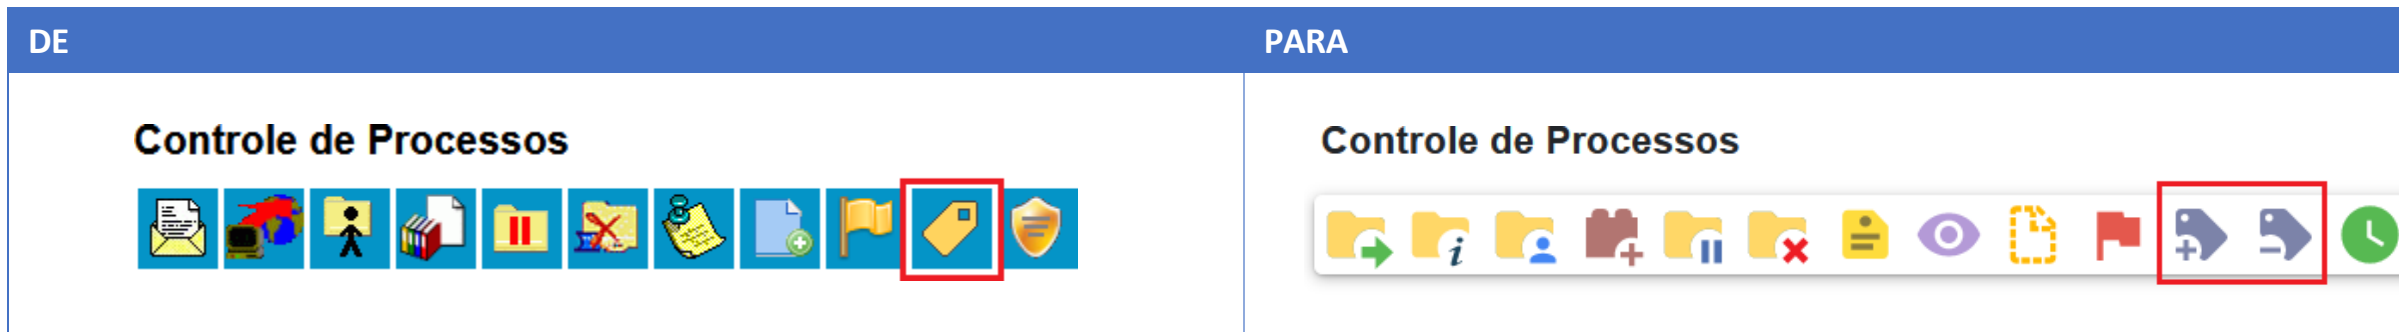 DE
PARA
Controle de Processos
Controle de Processos